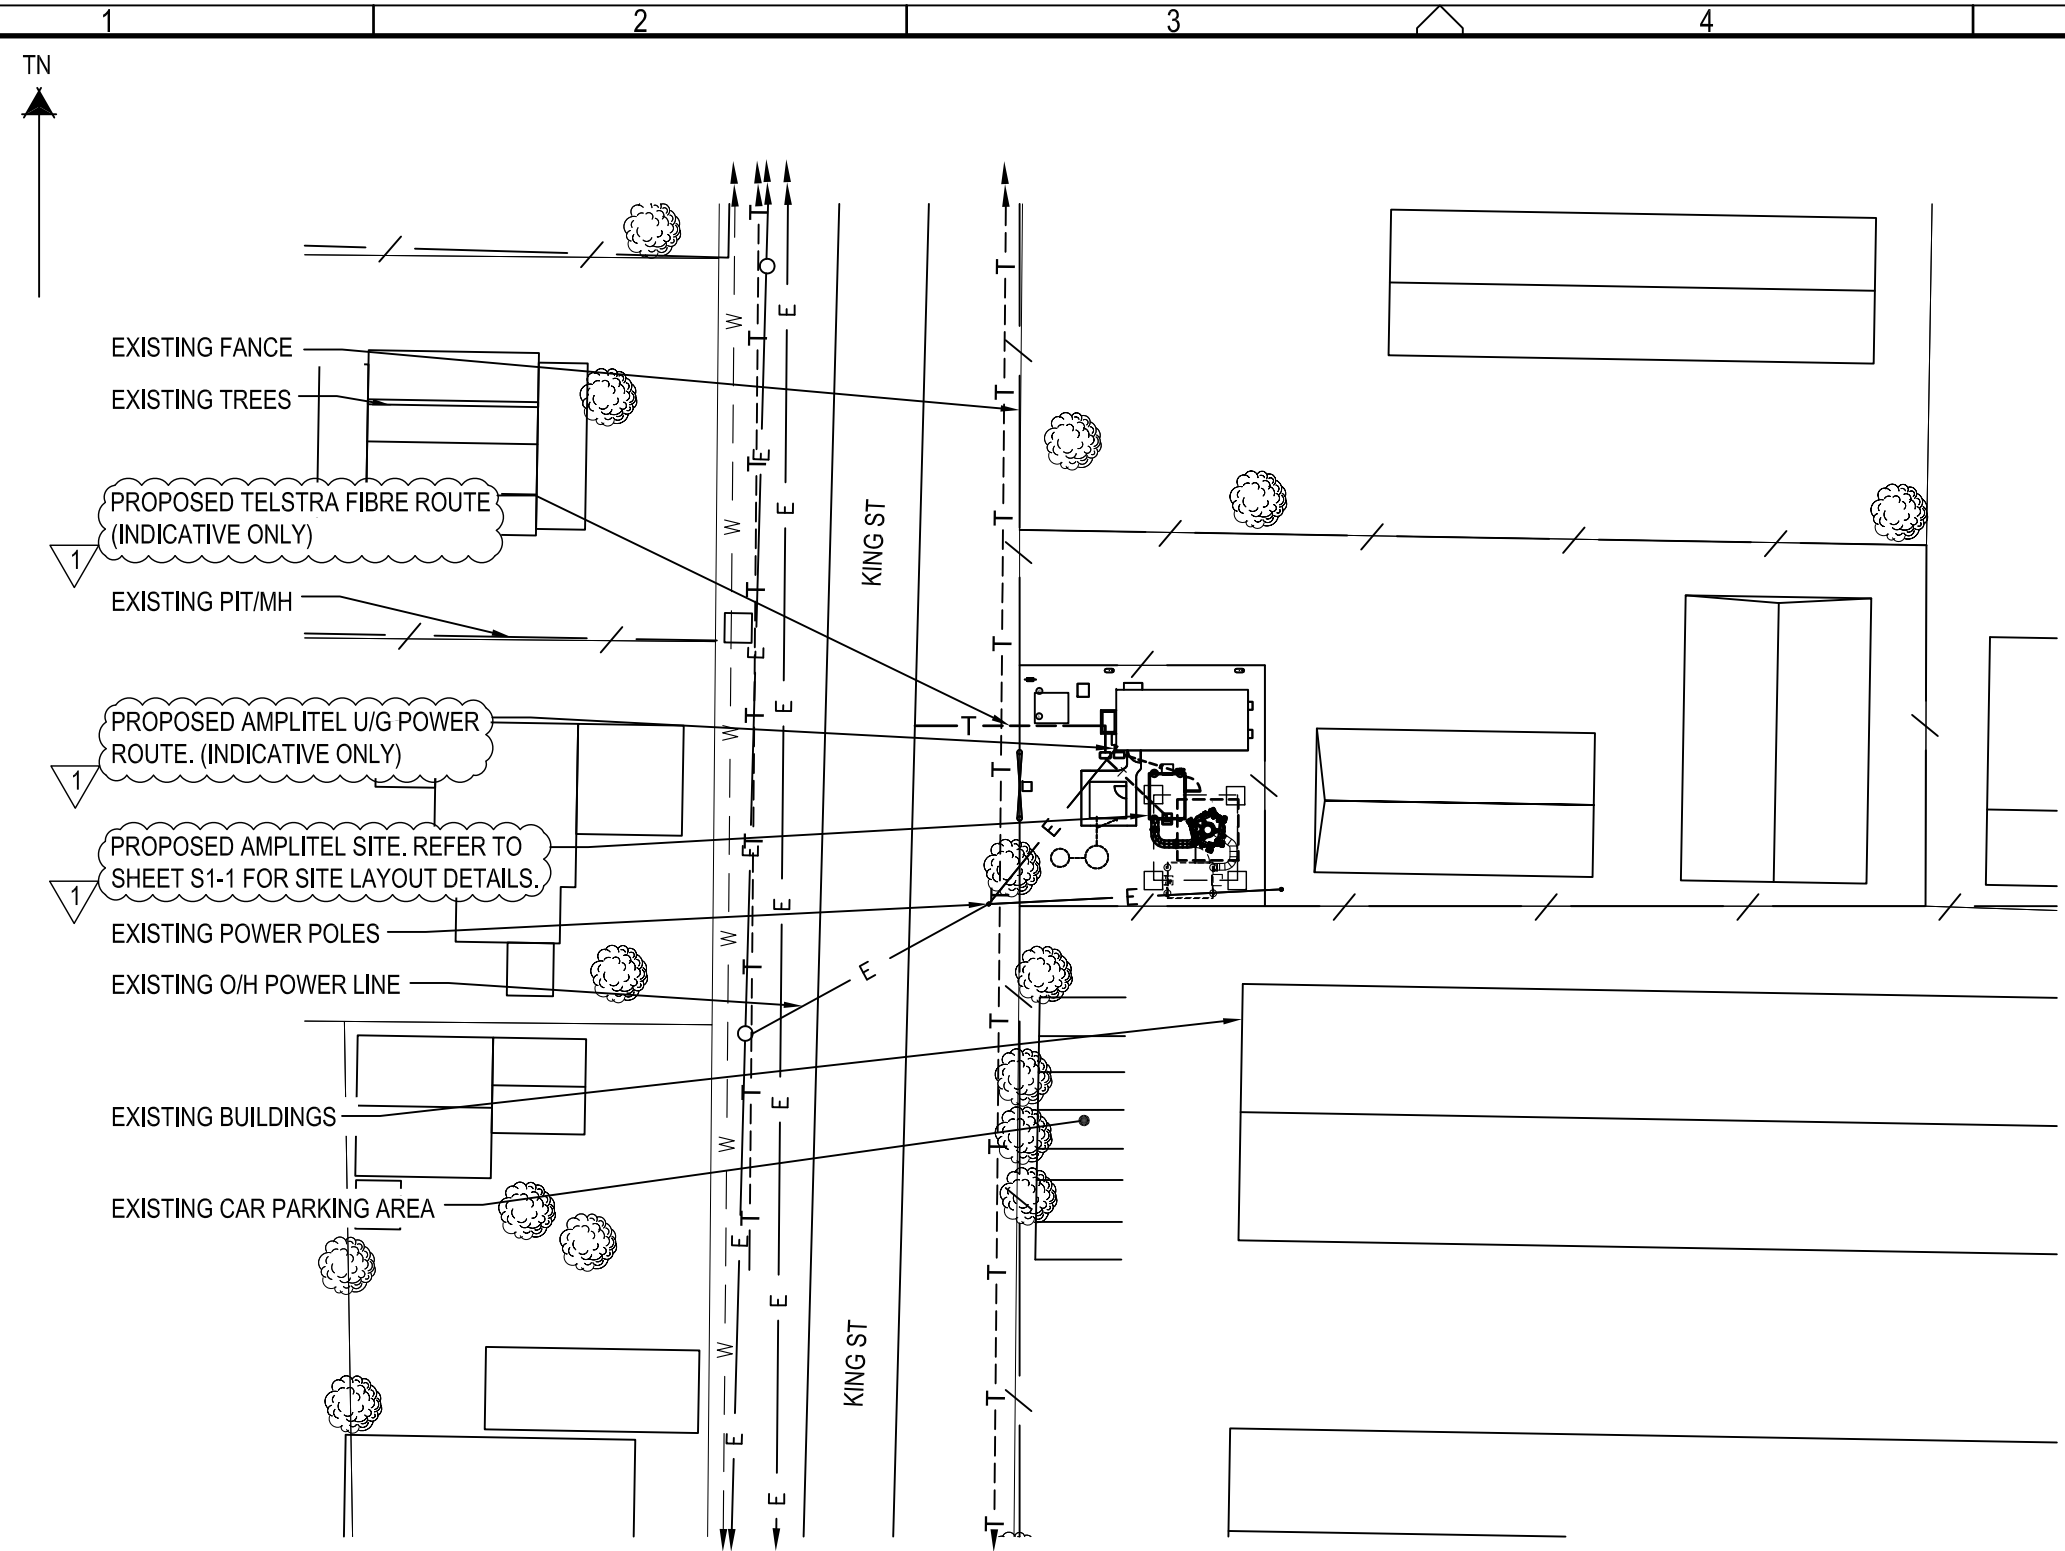 1
2
3
4
TN
EXISTING FANCE
EXISTING TREES
PROPOSED TELSTRA FIBRE ROUTE
(INDICATIVE ONLY)
1
EXISTING PIT/MH
PROPOSED AMPLITEL U/G POWER
ROUTE. (INDICATIVE ONLY)
1
PROPOSED AMPLITEL SITE. REFER TO
SHEET S1-1 FOR SITE LAYOUT DETAILS.
1
EXISTING POWER POLES
EXISTING O/H POWER LINE
EXISTING BUILDINGS
EXISTING CAR PARKING AREA
KING ST
KING ST
W
W
W
W
W
W
T
T
T
T
T
T
T
T
T
E
E
E
E
E
E
E
E
E
E
E
E
T
T
T
T
T
T
T
T
T
T
T
T
E
E
E